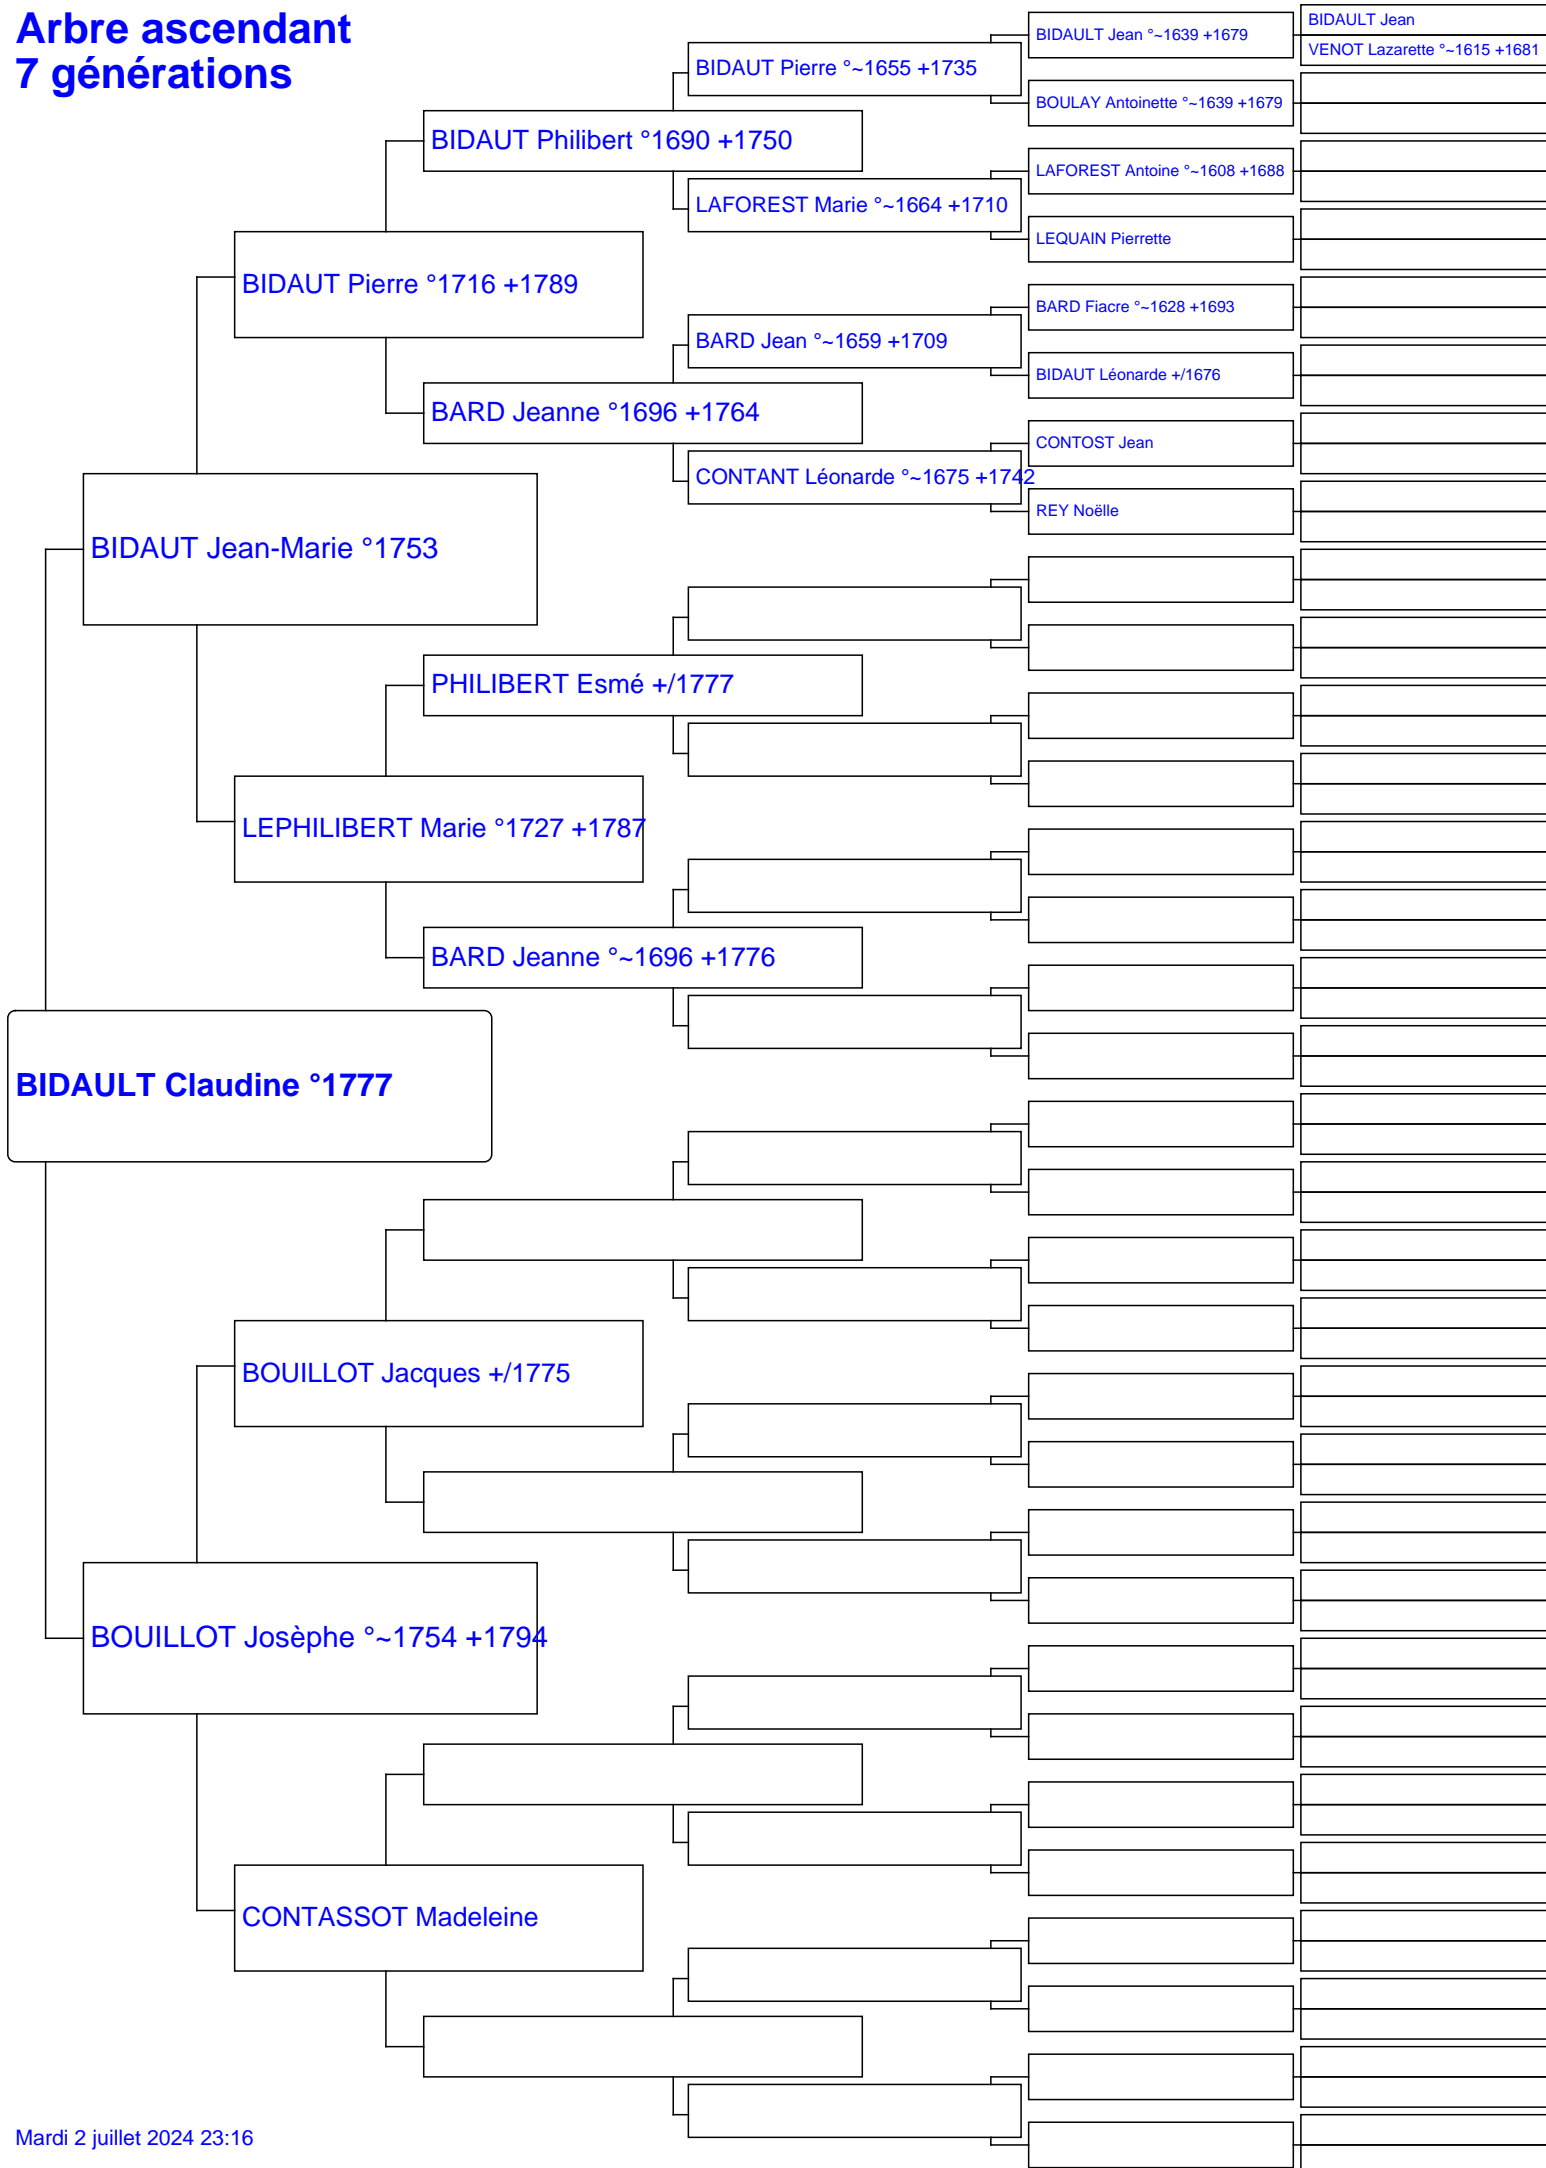 Arbre ascendant
7 générations
BIDAULT Jean
VENOT Lazarette °~1615 +1681
BIDAULT Jean °~1639 +1679
BIDAUT Pierre °~1655 +1735
BOULAY Antoinette °~1639 +1679
BIDAUT Philibert °1690 +1750
LAFOREST Antoine °~1608 +1688
LAFOREST Marie °~1664 +1710
LEQUAIN Pierrette
BIDAUT Pierre °1716 +1789
BARD Fiacre °~1628 +1693
BARD Jean °~1659 +1709
BIDAUT Léonarde +/1676
BARD Jeanne °1696 +1764
CONTOST Jean
CONTANT Léonarde °~1675 +1742
REY Noëlle
BIDAUT Jean-Marie °1753
PHILIBERT Esmé +/1777
LEPHILIBERT Marie °1727 +1787
BARD Jeanne °~1696 +1776
BIDAULT Claudine °1777
BOUILLOT Jacques +/1775
BOUILLOT Josèphe °~1754 +1794
CONTASSOT Madeleine
Mardi 2 juillet 2024 23:16